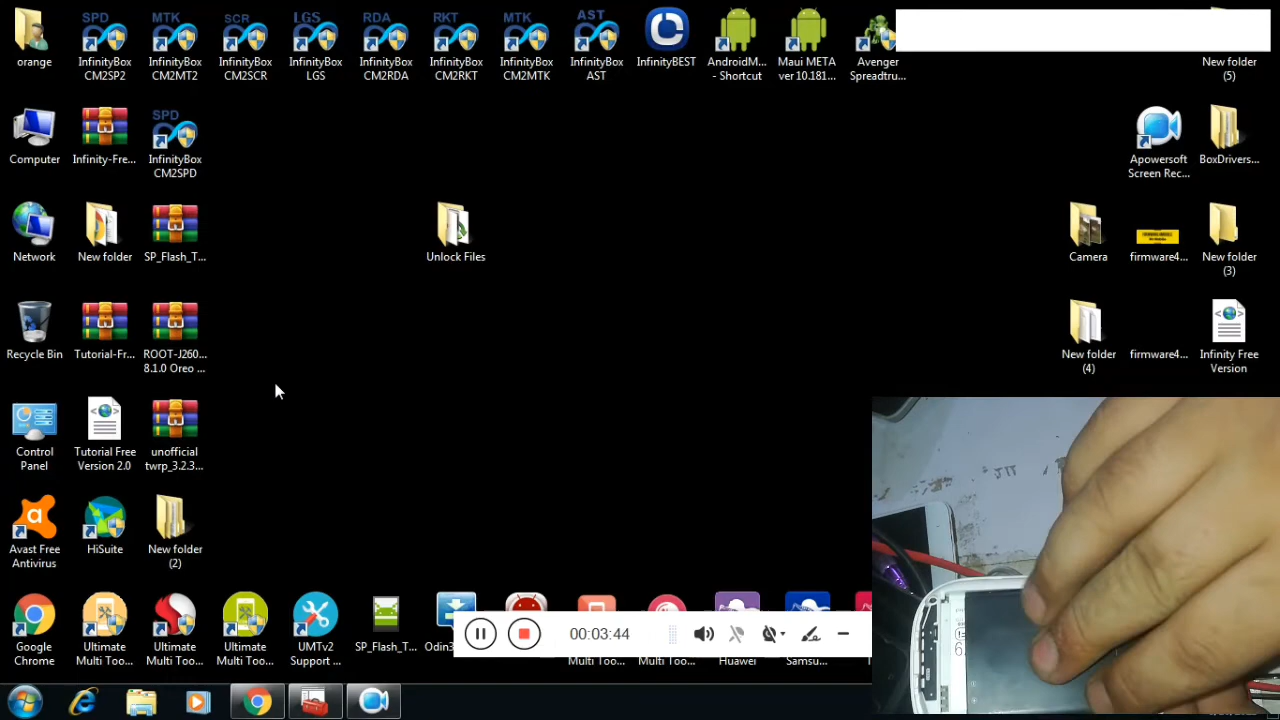 orange
SPD
InfinityBox
CM2SP2
MTK
InfinityBox
CM2MT2
SCR
InfinityBox
CM2SCR
LGS
InfinityBox
LGS
RDA
InfinityBox
CM2RDA
RKT
InfinityBox
CM2RKT
MTK
InfinityBox
CM2MTK
AST
InfinityBox
AST
InfinityBEST
AndroidM...
- Shortcut
Maui META
ver 10.181...
Avenger
Spreadtru...
New folder
(5)
Computer
Infinity-Fre...
SPD
InfinityBox
CM2SPD
Apowersoft
Screen Rec...
BoxDrivers...
Network
New folder
SP_Flash_T...
Unlock Files
Camera
firmware4...
New folder
(3)
Recycle Bin
Tutorial-Fr...
ROOT-J260...
8.1.0 Oreo ...
New folder
(4)
firmware4...
Infinity Free
Version
Control
Panel
Tutorial Free
Version 2.0
unofficial
twrp_3.2.3...
Avast Free
Antivirus
HiSuite
New folder
(2)
Google
Chrome
Ultimate
Multi Too...
Ultimate
Multi Too...
Ultimate
Multi Too...
UMTv2
Support ...
SP_Flash_T...
Odin3
00:03:44
Multi Too...
Multi Too...
Huawei
Samsu...